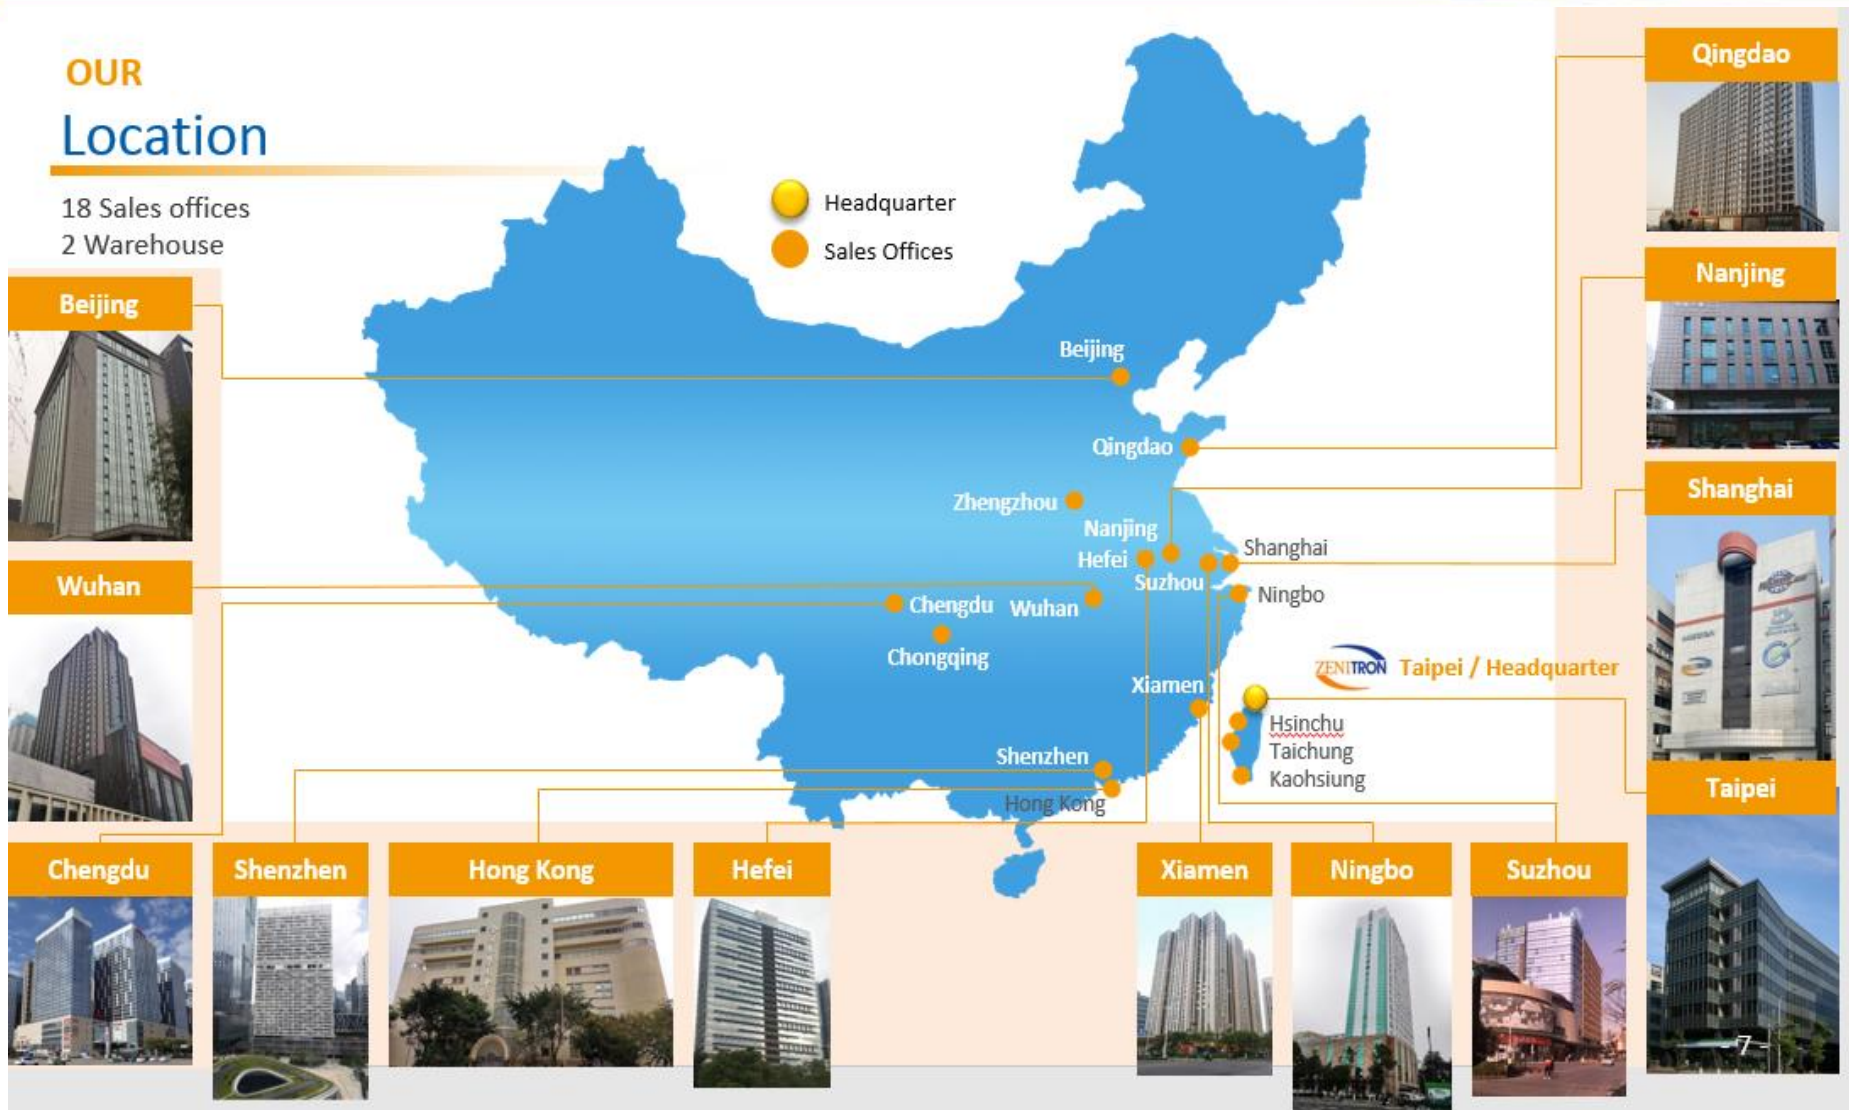 OUR
Location
18 Sales offices
2 Warehouse
Headquarter
Sales Offices
Beijing
Wuhan
Qingdao
Nanjing
Shanghai
Taipei
Beijing
Qingdao
Zhengzhou
Nanjing
Hefei
Suzhou
Shanghai
Ningbo
Chengdu
Wuhan
Chongqing
Xiamen
ZENITRON Taipei / Headquarter
Hsinchu
Taichung
Kaohsiung
Shenzhen
Hong Kong
Chengdu
Shenzhen
Hong Kong
Hefei
Xiamen
Ningbo
Suzhou
- 7 -